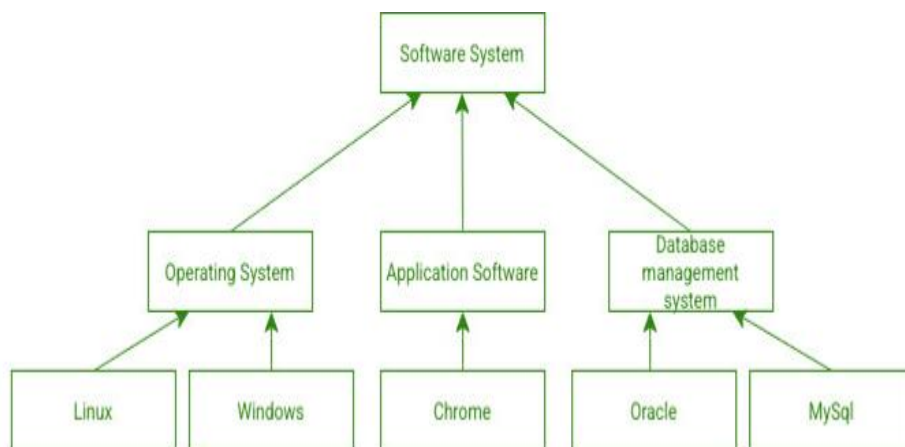 Software System
Operating System
Application Software
Database
management
system
Linux
Windows
Chrome
Oracle
MySql